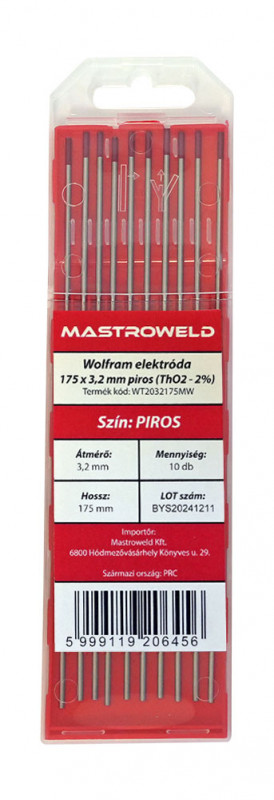 MASTROWELD
Wolfram elektróda
175 x 3,2 mm piros (ThO2 - 2%)
Termék kód: WT2032175MW
Szín: PIROS
Átmérő:
3,2 mm
Mennyiség:
10 db
Hossz:
175 mm
LOT szám:
BYS20241211
Importőr:
Mastroweld Kft.
6800 Hódmezővásárhely Könyves u. 29.
Származi ország: PRC
5 999119 206456